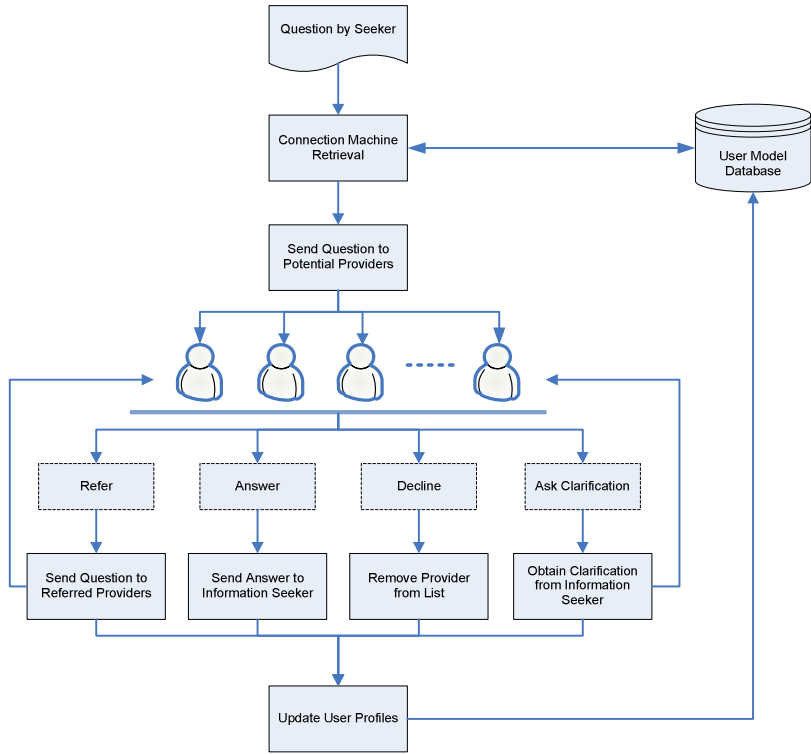 Question by Seeker
Connection Machine
Retrieval
User Model
Database
Send Question to
Potential Providers
Refer
Answer
Decline
Ask Clarification
Send Question to
Referred Providers
Send Answer to
Information Seeker
Remove Provider
from List
Obtain Clarification
from Information
Seeker
Update User Profiles